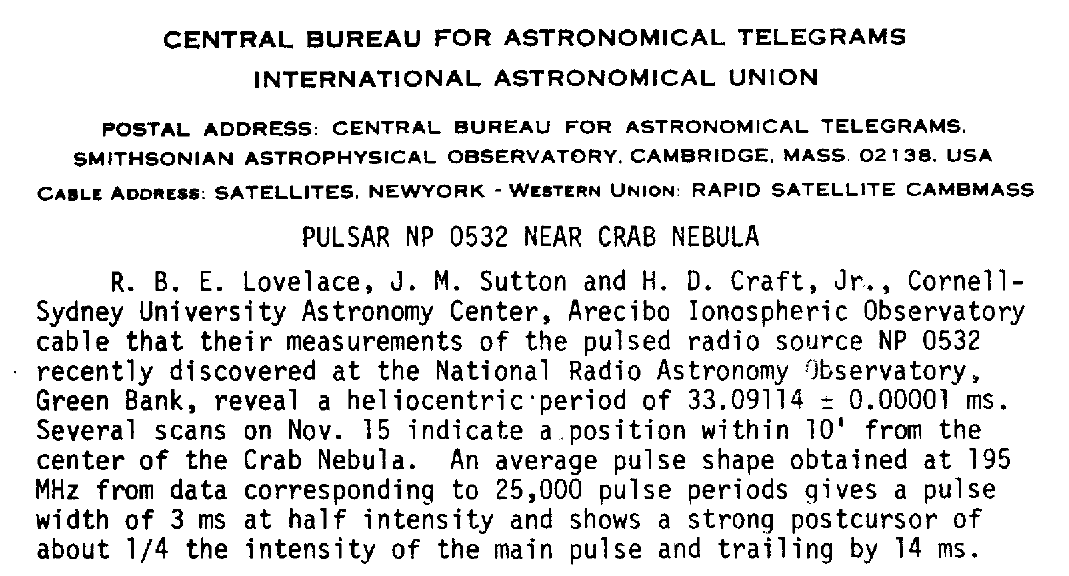 CENTRAL BUREAU FOR ASTRONOMICAL TELEGRAMS
INTERNATIONAL ASTRONOMICAL UNION
POSTAL ADDRESS: CENTRAL BUREAU FOR ASTRONOMICAL TELEGRAMS,
SMITHSONIAN ASTROPHYSICAL OBSERVATORY, CAMBRIDGE, MASS. 02138, USA
CABLE ADDRESS: SATELLITES, NEWYORK - WESTERN UNION: RAPID SATELLITE CAMBMASS
PULSAR NP 0532 NEAR CRAB NEBULA
R. B. E. Lovelace, J. M. Sutton and H. D. Craft, Jr., Cornell-
Sydney University Astronomy Center, Arecibo Ionospheric Observatory
cable that their measurements of the pulsed radio source NP 0532
recently discovered at the National Radio Astronomy Observatory,
Green Bank, reveal a heliocentric period of 33.09114 ± 0.00001 ms.
Several scans on Nov. 15 indicate a position within 10' from the
center of the Crab Nebula. An average pulse shape obtained at 195
MHz from data corresponding to 25,000 pulse periods gives a pulse
width of 3 ms at half intensity and shows a strong postcursor of
about 1/4 the intensity of the main pulse and trailing by 14 ms.